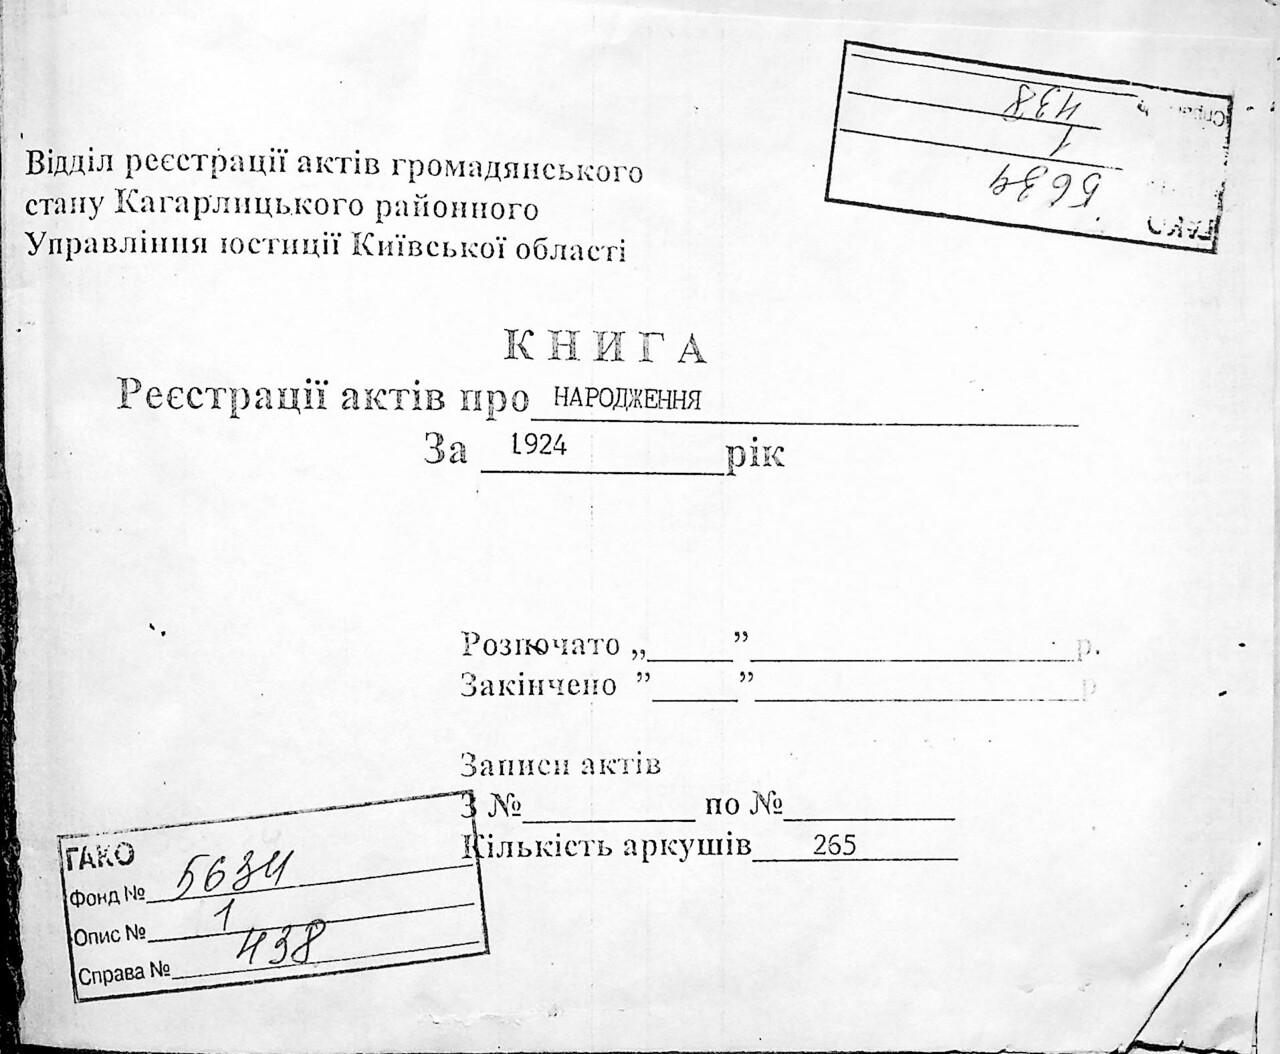 438
1
5634
ГАКО
Відділ реєстрації актів громадянського
стану Кагарлицького районного
Управління юстиції Київської області
КНИГА
Реєстрації актів про НАРОДЖЕННЯ
За 1924 рік
Розпочато „ ” р.
Закінчено ” ” р
Записи актів
З № по №
Кількість аркушів 265
ГАКО
Фонд № 5634
Опис № 1
Справа № 438